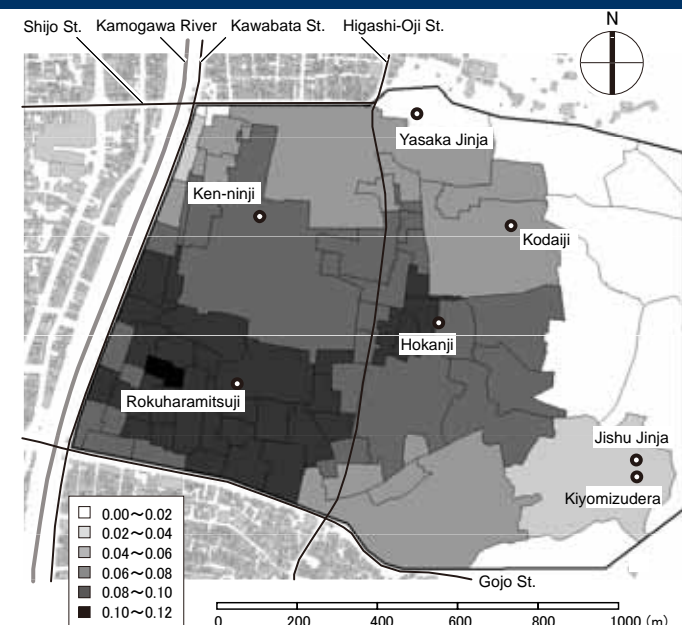 Shijo St. Kamogawa River Kawabata St. Higashi-Oji St. N
Yasaka Jinja
Ken-ninji
Kodaiji
Hokanji
Rokuharamitsuji
Jishu Jinja
Kiyomizudera
Gojo St.
0.00～0.02
0.02～0.04
0.04～0.06
0.06～0.08
0.08～0.10
0.10～0.12
0 200 400 600 800 1000 (m)